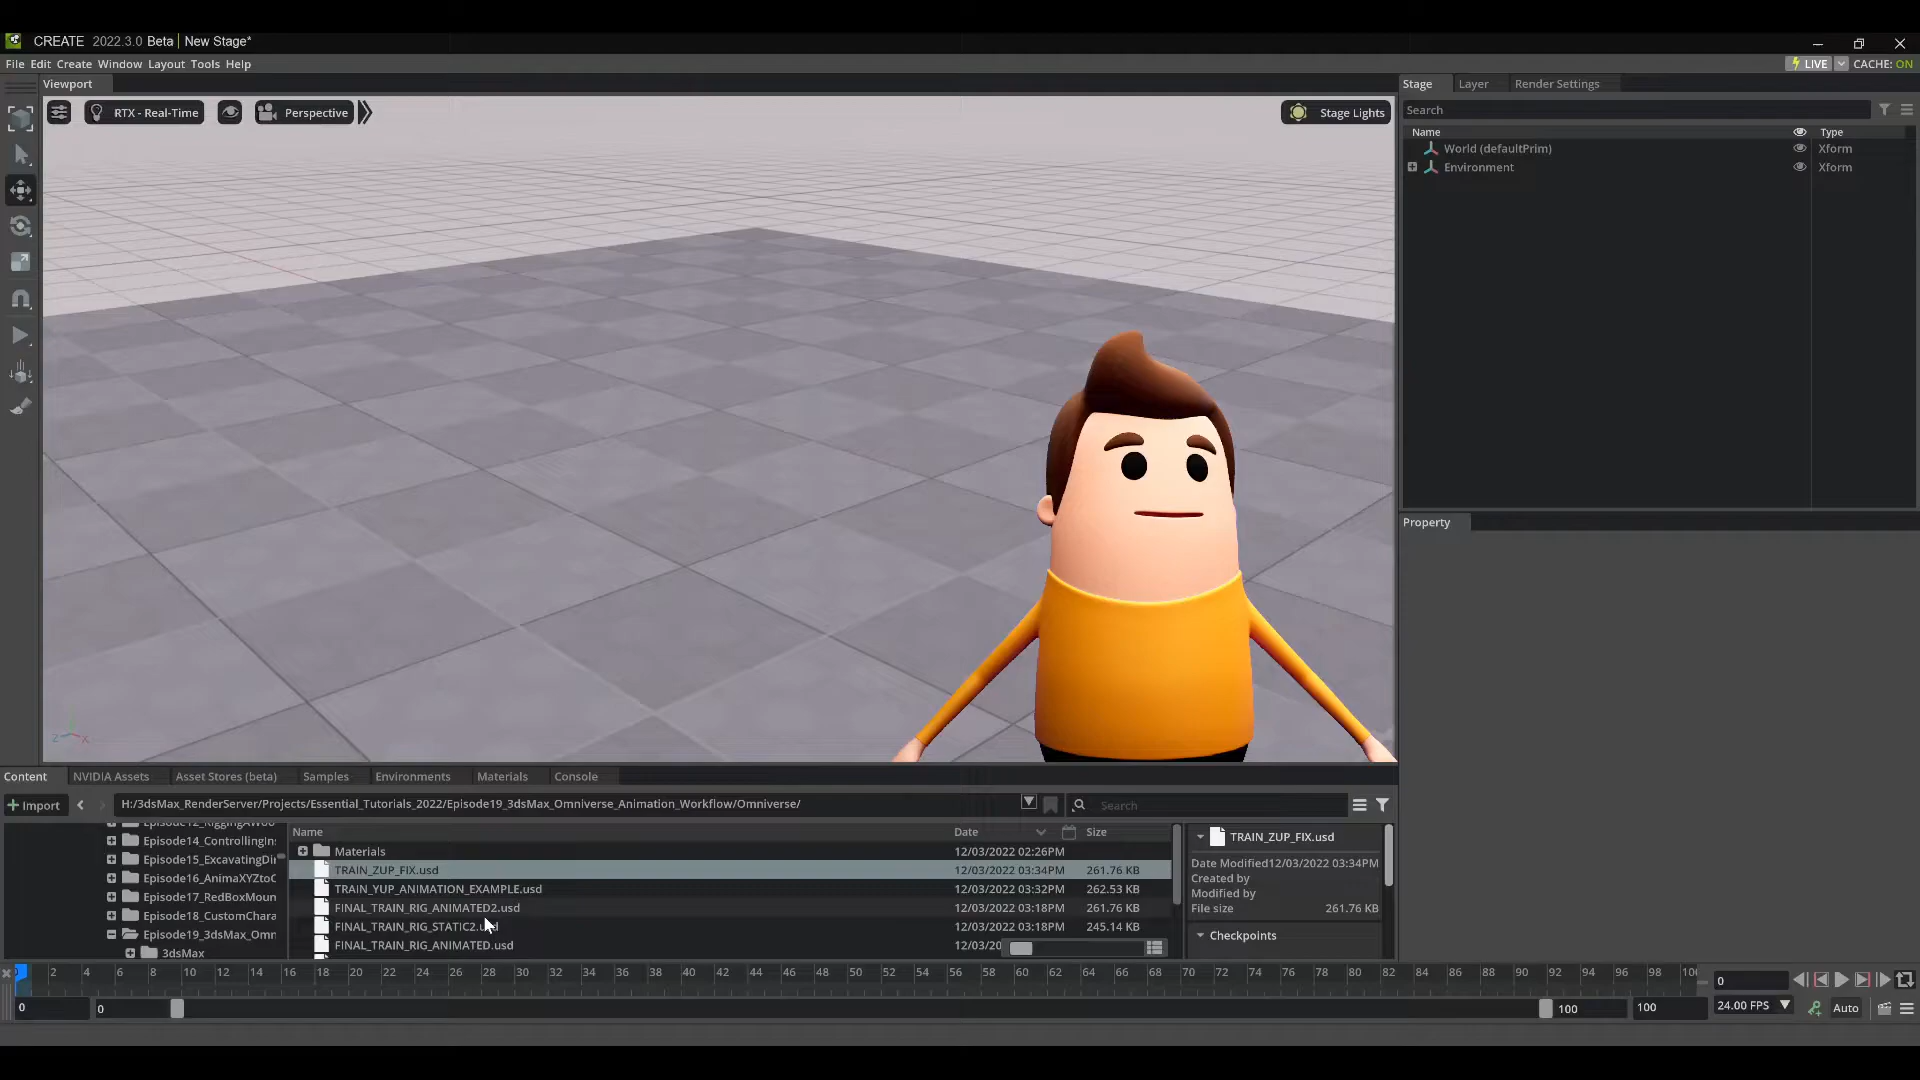 CREATE 2022.3.0 Beta | New Stage*
File Edit Create Window Layout Tools Help
LIVE CACHE: ON
Viewport
RTX - Real-Time
Perspective
Stage Lights
Stage Layer Render Settings
Search
Name Type
World (defaultPrim) Xform
Environment Xform
Property
Z X
Content NVIDIA Assets Asset Stores (beta) Samples Environments Materials Console
Import
H:/3dsMax_RenderServer/Projects/Essential_Tutorials_2022/Episode19_3dsMax_Omniverse_Animation_Workflow/Omniverse/
Search
Episode14_ControllingIn
Episode15_ExcavatingDi
Episode16_AnimaXYZto
Episode17_RedBoxMoun
Episode18_CustomChara
Episode19_3dsMax_Omn
3dsMax
Name Date Size
Materials 12/03/2022 02:26PM
TRAIN_ZUP_FIX.usd 12/03/2022 03:34PM 261.76 KB
TRAIN_YUP_ANIMATION_EXAMPLE.usd 12/03/2022 03:32PM 262.53 KB
FINAL_TRAIN_RIG_ANIMATED2.usd 12/03/2022 03:18PM 261.76 KB
FINAL_TRAIN_RIG_STATIC2.usd 12/03/2022 03:18PM 245.14 KB
FINAL_TRAIN_RIG_ANIMATED.usd 12/03/20
TRAIN_ZUP_FIX.usd
Date Modified 12/03/2022 03:34PM
Created by
Modified by
File size 261.76 KB
Checkpoints
2 4 6 8 10 12 14 16 18 20 22 24 26 28 30 32 34 36 38 40 42 44 46 48 50 52 54 56 58 60 62 64 66 68 70 72 74 76 78 80 82 84 86 88 90 92 94 96 98 100
0
0 0 100 100 24.00 FPS Auto